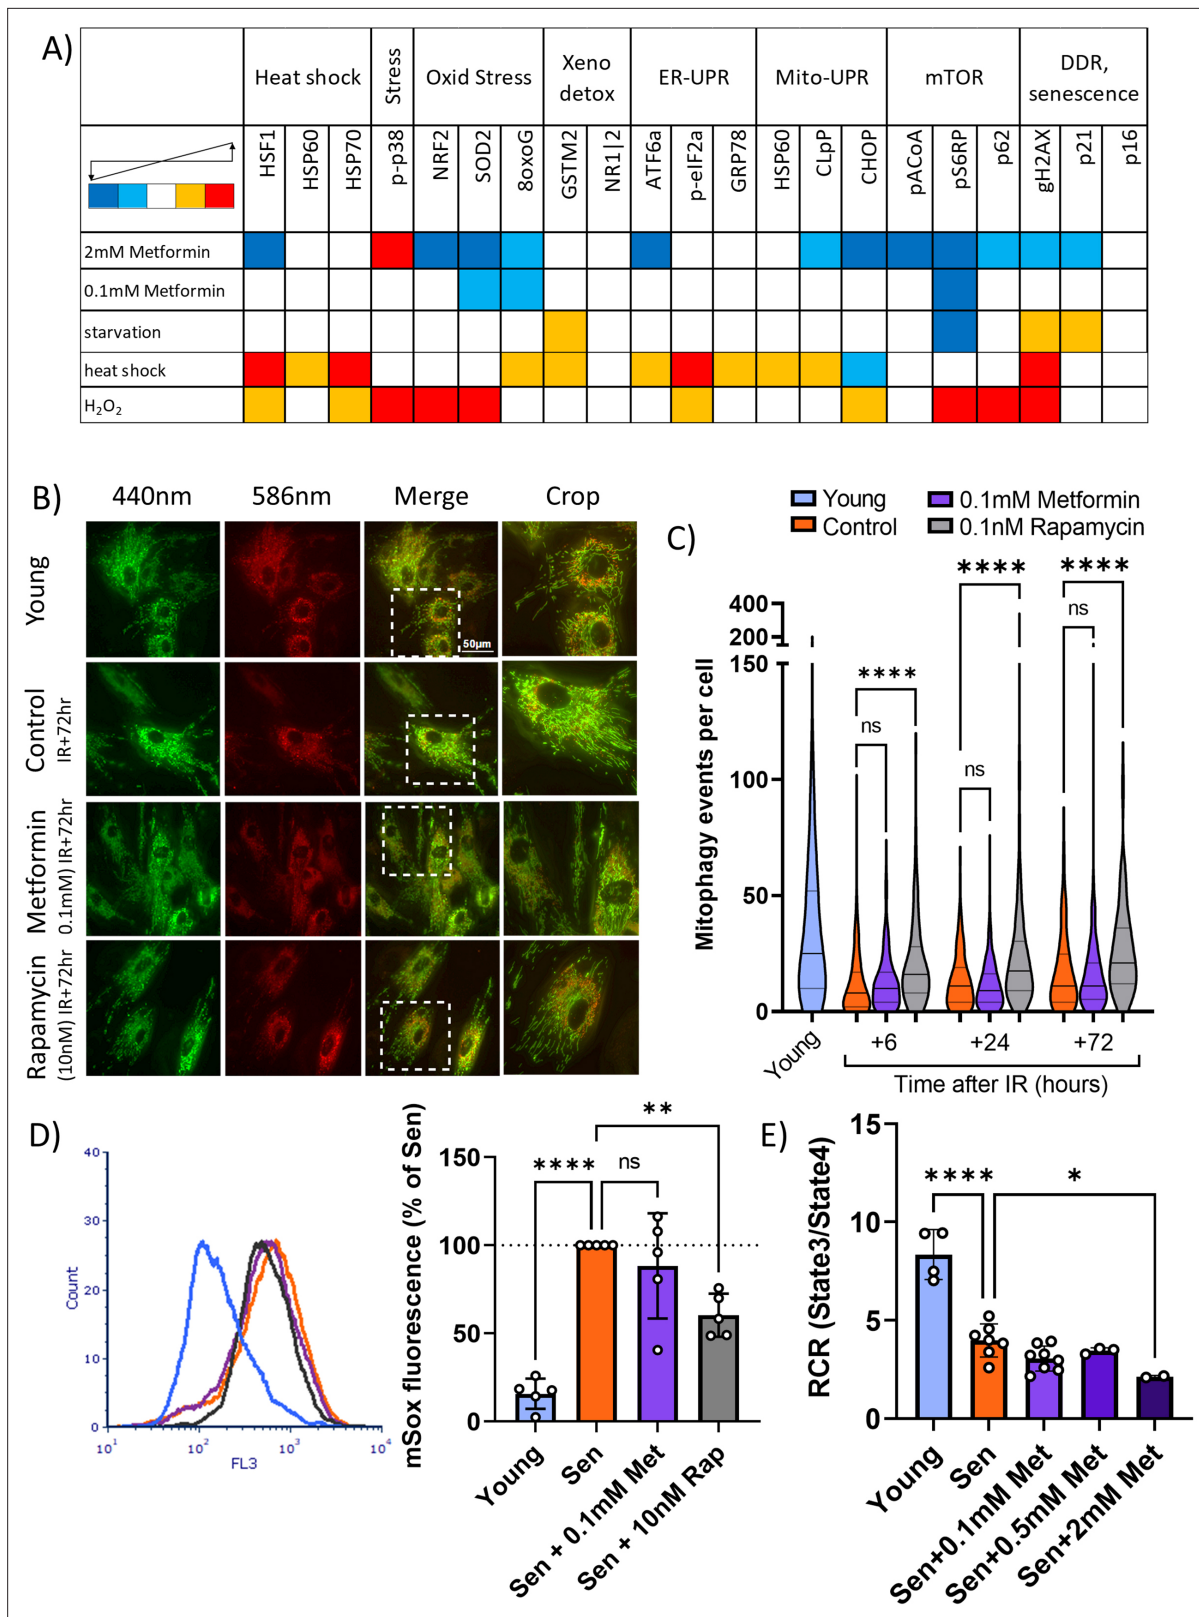 A)
Heat shock
Stress
Oxid Stress
Xeno
detox
ER-UPR
Mito-UPR
mTOR
DDR,
senescence
HSF1
HSP60
HSP70
p-p38
NRF2
SOD2
8oxoG
GSTM2
NR1|2
ATF6a
p-eIF2a
GRP78
HSP60
CLpP
CHOP
pACoA
pS6RP
p62
gH2AX
p21
p16
2mM Metformin
0.1mM Metformin
starvation
heat shock
H₂O₂
B)
440nm
586nm
Merge
Crop
Young
50μm
Control
IR+72hr
Metformin
0.1mM) IR+72hr
Rapamycin
(10nM) IR+72hr
C)
Young
0.1mM Metformin
Control
0.1nM Rapamycin
Mitophagy events per cell
400
200
150
100
50
0
****
ns
****
ns
****
ns
Young
+6
+24
+72
Time after IR (hours)
D)
Count
40
30
20
10
0
10¹
10²
10³
10⁴
FL3
mSox fluorescence (% of Sen)
150
100
50
0
****
ns
**
Young
Sen
Sen + 0.1mM Met
Sen + 10nM Rap
E)
RCR (State3/State4)
15
10
5
0
****
*
Young
Sen
Sen+0.1mM Met
Sen+0.5mM Met
Sen+2mM Met